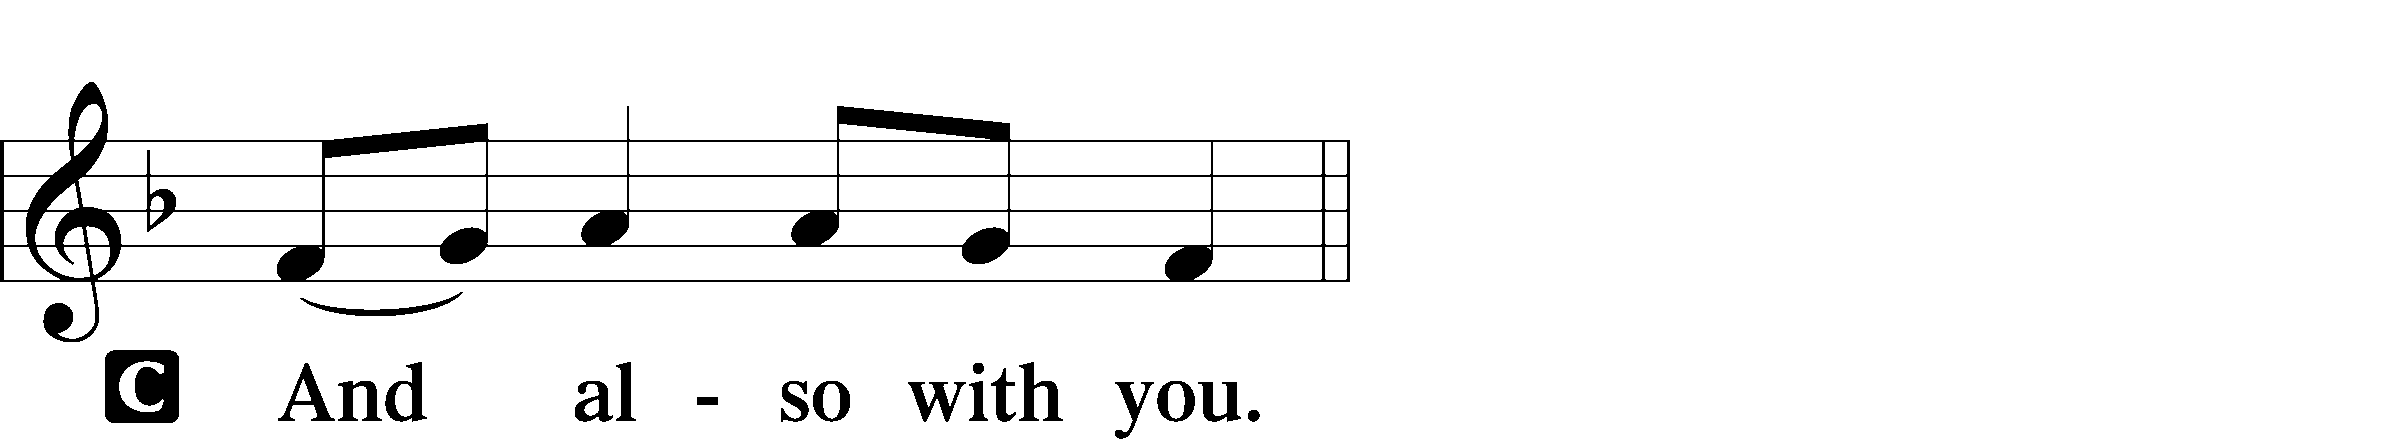 C And al - so with you.